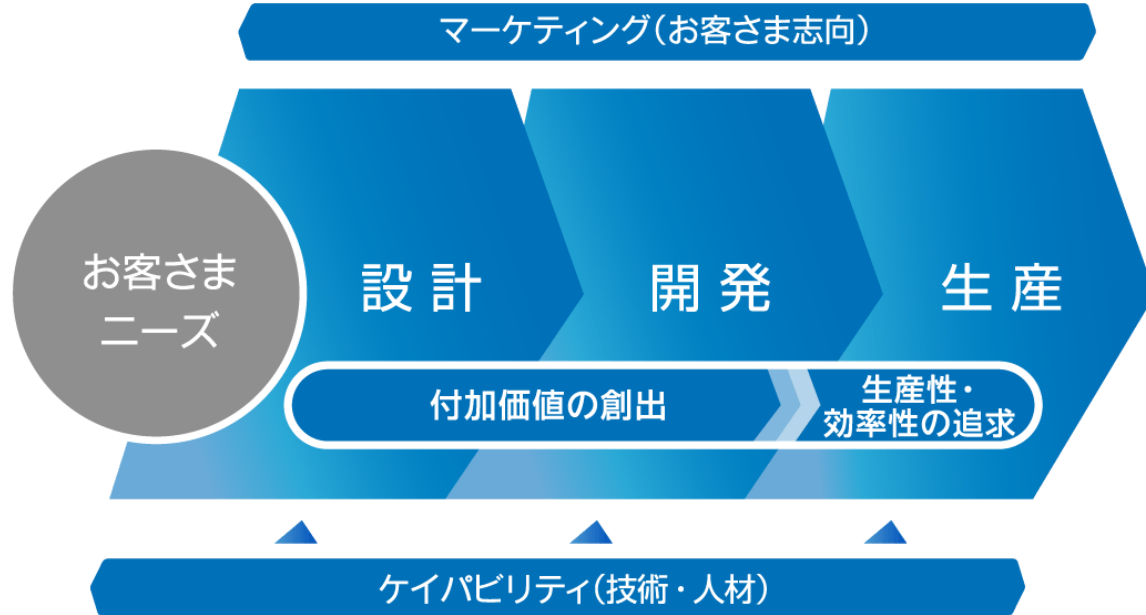 マーケティング(お客さま志向)
お客さま
ニーズ
設計
開発
生産
付加価値の創出
生産性・
効率性の追求
ケイパビリティ(技術・人材)